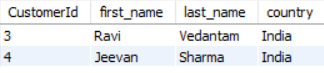 CustomerId first_name last_name country
3 Ravi Vedantam India
4 Jeevan Sharma India